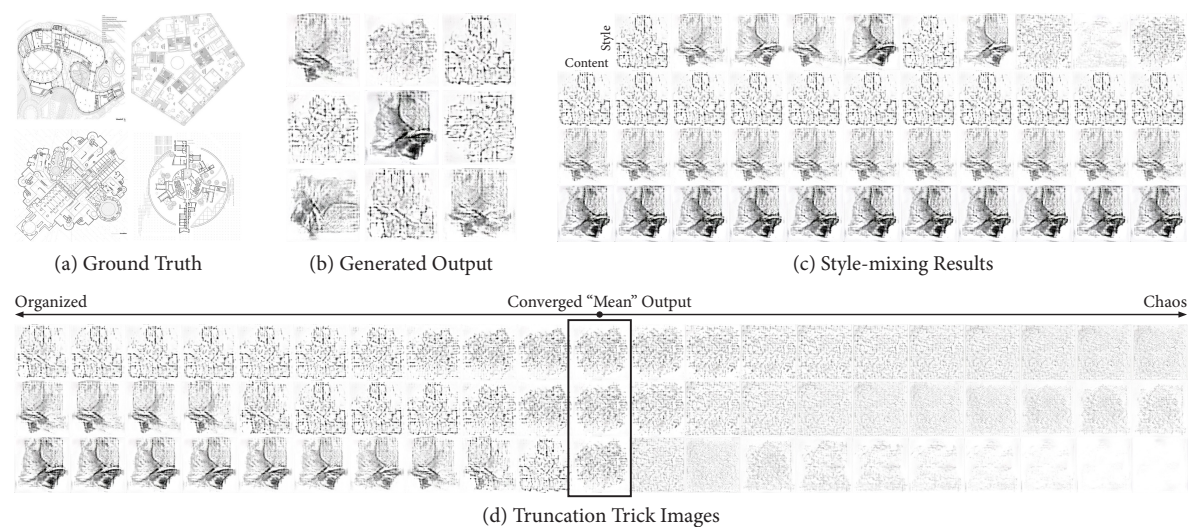 Style
Content
(a) Ground Truth
(b) Generated Output
(c) Style-mixing Results
Organized
Converged “Mean” Output
Chaos
(d) Truncation Trick Images